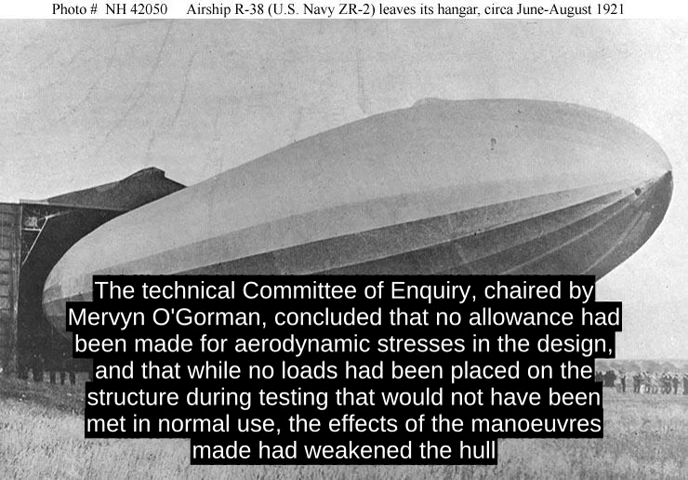 Photo # NH 42050 Airship R-38 (U.S. Navy ZR-2) leaves its hangar, circa June-August 1921
The technical Committee of Enquiry, chaired by
Mervyn O'Gorman, concluded that no allowance had
been made for aerodynamic stresses in the design,
and that while no loads had been placed on the
structure during testing that would not have been
met in normal use, the effects of the manoeuvres
made had weakened the hull